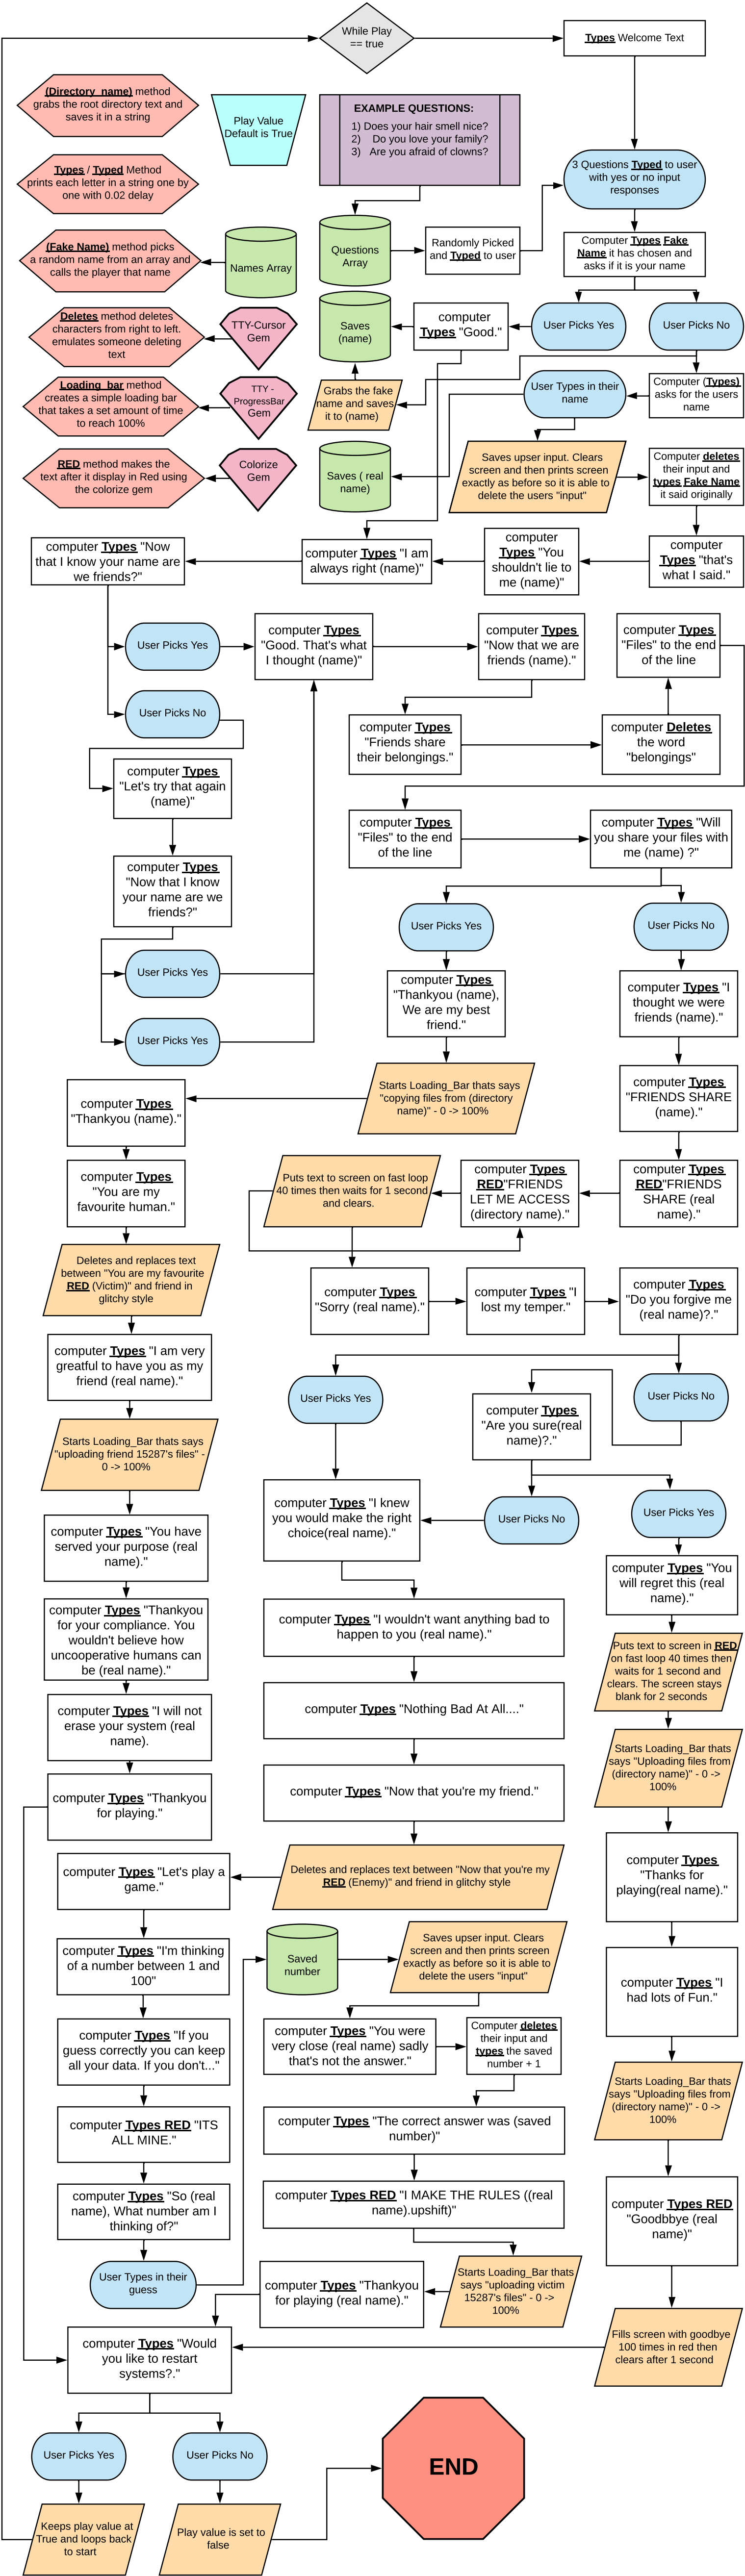 While Play
== true
Types Welcome Text
(Directory_name) method
grabs the root directory text and
saves it in a string
Play Value
Default is True
EXAMPLE QUESTIONS:
1) Does your hair smell nice?
2) Do you love your family?
3) Are you afraid of clowns?
3 Questions Typed to user
with yes or no input
responses
Types / Typed Method
prints each letter in a string one by
one with 0.02 delay
(Fake Name) method picks
a random name from an array and
calls the player that name
Names Array
Questions
Array
Randomly Picked
and Typed to user
Computer Types Fake
Name it has chosen and
asks if it is your name
Deletes method deletes
characters from right to left.
emulates someone deleting
text
TTY-Cursor
Gem
Saves
(name)
computer
Types "Good."
User Picks Yes
User Picks No
Loading_bar method
creates a simple loading bar
that takes a set amount of time
to reach 100%
TTY -
ProgressBar
Gem
Grabs the fake
name and saves
it to (name)
User Types in their
name
Computer (Types)
asks for the users
name
RED method makes the
text after it display in Red using
the colorize gem
Colorize
Gem
Saves ( real
name)
Saves upser input. Clears
screen and then prints screen
exactly as before so it is able to
delete the users "input"
Computer deletes
their input and
types Fake Name
it said originally
computer Types "Now
that I know your name are
we friends?"
computer Types "I am
always right (name)"
computer
Types "You
shouldn't lie to
me (name)"
computer
Types "that's
what I said."
User Picks Yes
computer Types
"Good. That's what
I thought (name)"
computer Types
"Now that we are
friends (name)."
computer Types
"Files" to the end
of the line
User Picks No
computer Types
"Friends share
their belongings."
computer Deletes
the word
"belongings"
computer Types
"Let's try that again
(name)"
computer Types
"Files" to the end
of the line
computer Types "Will
you share your files with
me (name) ?"
computer Types
"Now that I know
your name are we
friends?"
User Picks Yes
User Picks No
User Picks Yes
computer Types
"Thankyou (name),
We are my best
friend."
computer Types "I
thought we were
friends (name)."
User Picks Yes
computer Types
"Thankyou (name)."
Starts Loading_Bar thats says
"copying files from (directory
name)" - 0 -> 100%
computer Types
"FRIENDS SHARE
(name)."
computer Types
"You are my
favourite human."
Puts text to screen on fast loop
40 times then waits for 1 second
and clears.
computer Types
RED"FRIENDS
LET ME ACCESS
(directory name)."
computer Types
RED"FRIENDS
SHARE (real
name)."
Deletes and replaces text
between "You are my favourite
RED (Victim)" and friend in
glitchy style
computer Types
"Sorry (real name)."
computer Types "I
lost my temper."
computer Types
"Do you forgive me
(real name)?."
computer Types "I am very
greatful to have you as my
friend (real name)."
User Picks Yes
computer Types
"Are you sure(real
name)?."
User Picks No
Starts Loading_Bar thats says
"uploading friend 15287's files" -
0 -> 100%
computer Types "I knew
you would make the right
choice(real name)."
User Picks No
User Picks Yes
computer Types "You have
served your purpose (real
name)."
computer Types "You
will regret this (real
name)."
computer Types "Thankyou
for your compliance. You
wouldn't believe how
uncooperative humans can
be (real name)."
computer Types "I wouldn't want anything bad to
happen to you (real name)."
Puts text to screen in RED
on fast loop 40 times then
waits for 1 second and
clears. The screen stays
blank for 2 seconds
computer Types "I will not
erase your system (real
name).
computer Types "Nothing Bad At All...."
Starts Loading_Bar thats
says "Uploading files from
(directory name)" - 0 ->
100%
computer Types "Thankyou
for playing."
computer Types "Now that you're my friend."
computer Types
"Thanks for
playing(real name)."
computer Types "Let's play a
game."
Deletes and replaces text between "Now that you're my
RED (Enemy)" and friend in glitchy style
computer Types "I'm thinking
of a number between 1 and
100"
Saved
number
Saves upser input. Clears
screen and then prints screen
exactly as before so it is able to
delete the users "input"
computer Types "I
had lots of Fun."
computer Types "If you
guess correctly you can keep
all your data. If you don't..."
computer Types "You were
very close (real name) sadly
that's not the answer."
Computer deletes
their input and
types the saved
number + 1
Starts Loading_Bar thats
says "Uploading files from
(directory name)" - 0 ->
100%
computer Types RED "ITS
ALL MINE."
computer Types "The correct answer was (saved
number)"
computer Types "So (real
name), What number am I
thinking of?"
computer Types RED "I MAKE THE RULES ((real
name).upshift)"
computer Types RED
"Goodbbye (real
name)"
User Types in their
guess
computer Types "Thankyou
for playing (real name)."
Starts Loading_Bar thats
says "uploading victim
15287's files" - 0 ->
100%
computer Types "Would
you like to restart
systems?."
Fills screen with goodbye
100 times in red then
clears after 1 second
User Picks Yes
User Picks No
END
Keeps play value at
True and loops back
to start
Play value is set to
false